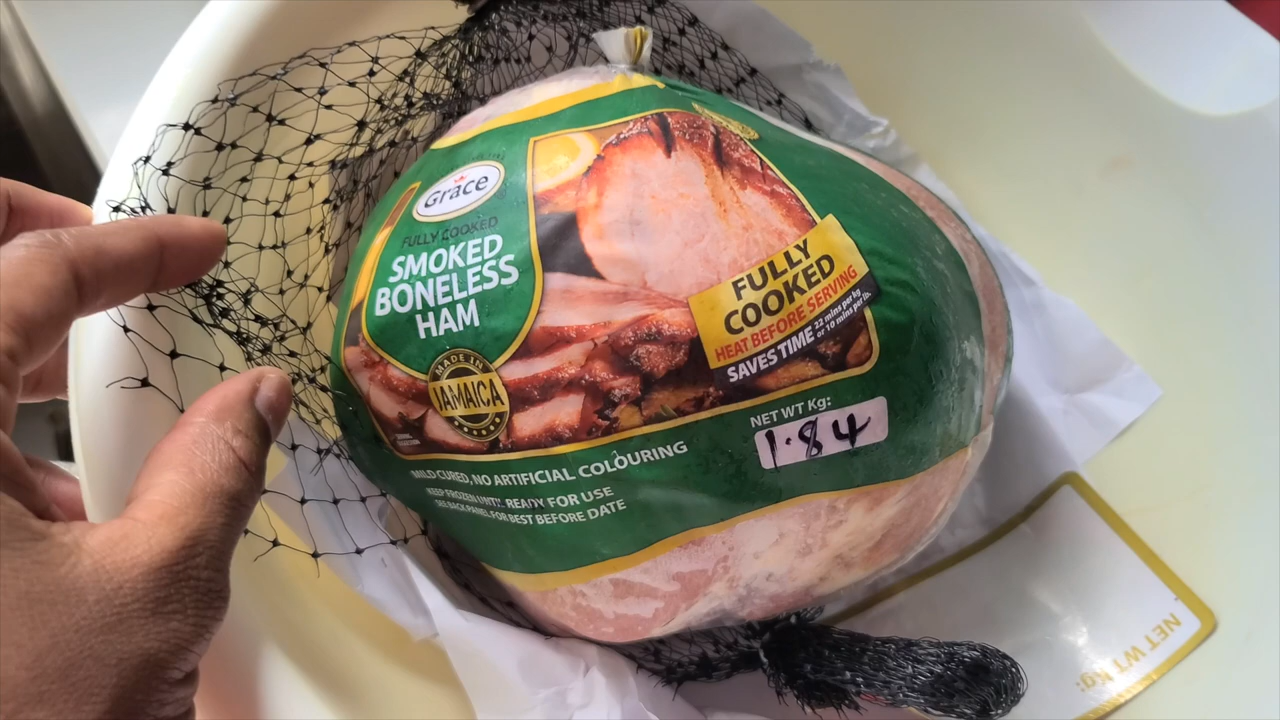 Grace
FULLY COOKED
SMOKED
BONELESS
HAM
MADE IN
JAMAICA
FULLY
COOKED
HEAT BEFORE SERVING
SAVES TIME 22 mins per kg
or 10 mins per lb.
NET WT Kg:
1.84
MILD CURED, NO ARTIFICIAL COLOURING
KEEP FROZEN UNTIL READY FOR USE
SEE BACK PANEL FOR BEST BEFORE DATE
NET WT Kg: